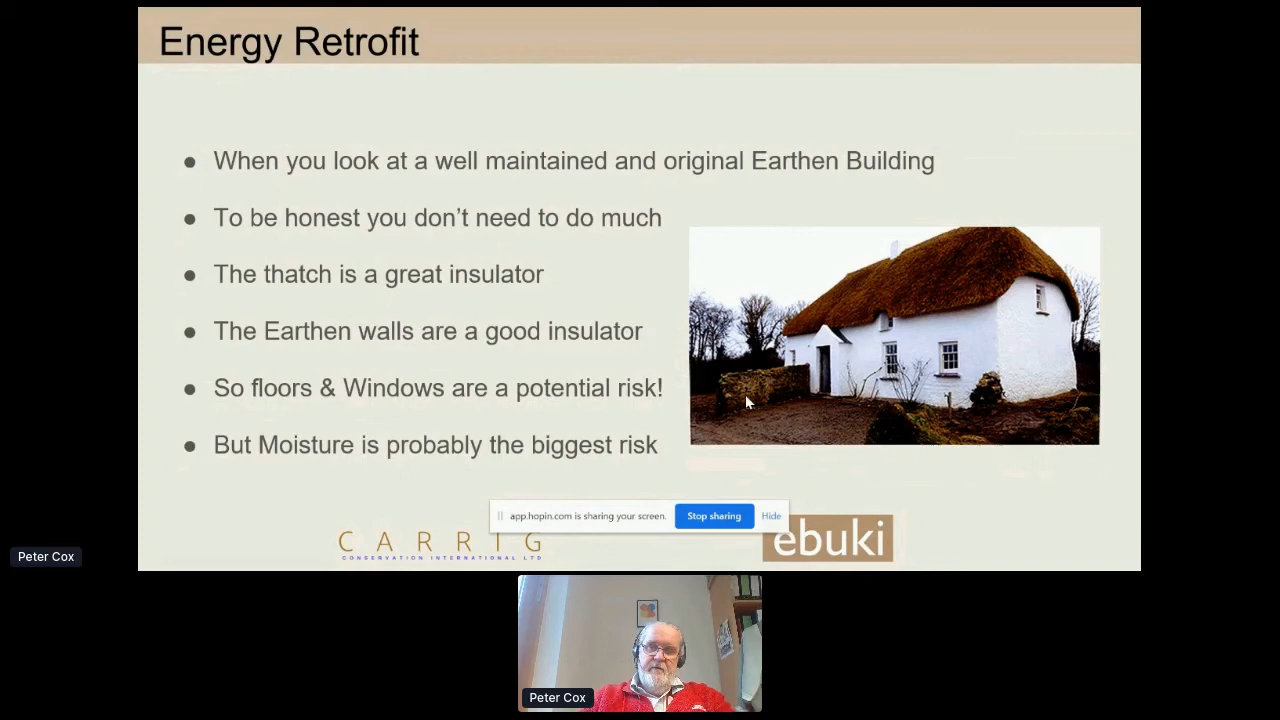 Energy Retrofit
● When you look at a well maintained and original Earthen Building
● To be honest you don't need to do much
● The thatch is a great insulator
● The Earthen walls are a good insulator
● So floors & Windows are a potential risk!
● But Moisture is probably the biggest risk
app.hopin.com is sharing your screen.
Stop sharing
Hide
CARRIG
CONSERVATION INTERNATIONAL LTD
ebuki
Peter Cox
Peter Cox